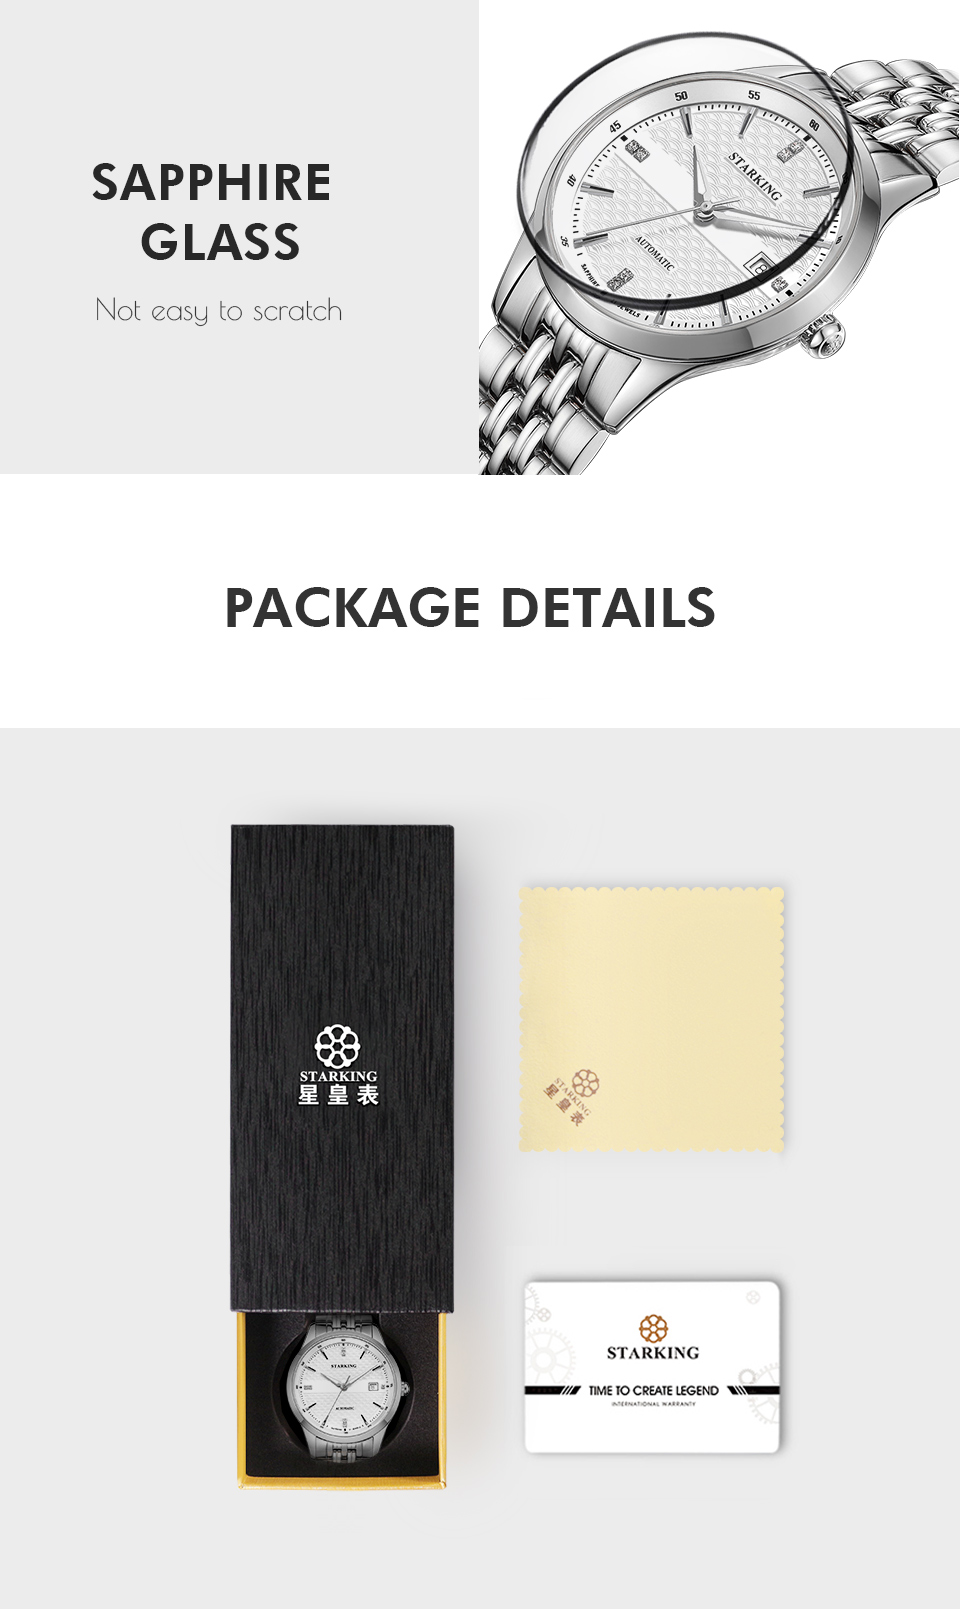 SAPPHIRE
GLASS
Not easy to scratch
45
50
55
60
40
35
STARKING
AUTOMATIC
SAPPHIRE
JEWELS
PACKAGE DETAILS
STARKING
星皇表
STARKING
星皇表
STARKING
AUTOMATIC
STARKING
TIME TO CREATE LEGEND
INTERNATIONAL WARRANTY